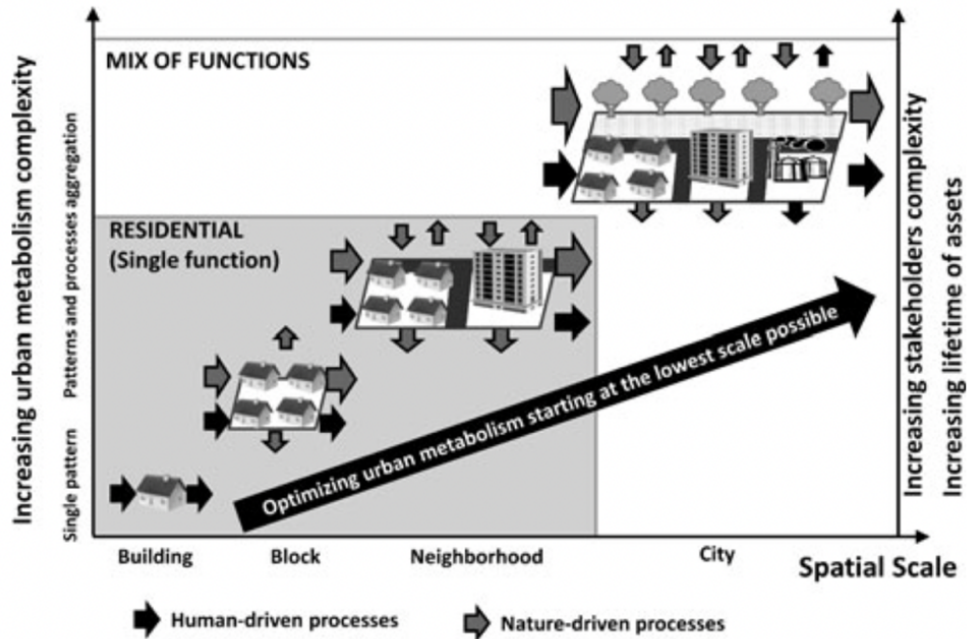 MIX OF FUNCTIONS
RESIDENTIAL
(Single function)
Increasing urban metabolism complexity
Single pattern
Patterns and processes aggregation
Optimizing urban metabolism starting at the lowest scale possible
Increasing stakeholders complexity
Increasing lifetime of assets
Building
Block
Neighborhood
City
Spatial Scale
Human-driven processes
Nature-driven processes